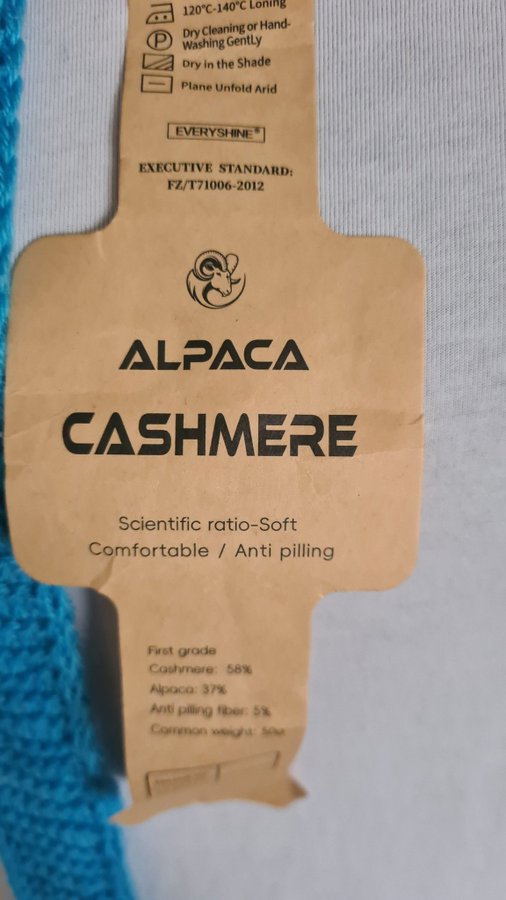 120°C-140°C Loning
P
Dry Cleaning or Hand-
Washing GentLy
Dry in the Shade
Plane Unfold Arid
EVERYSHINE®
EXECUTIVE STANDARD:
FZ/T71006-2012
ALPACA
CASHMERE
Scientific ratio-Soft
Comfortable / Anti pilling
First grade
Cashmere: 58%
Alpaca: 37%
Anti pilling fiber: 5%
Common weight: